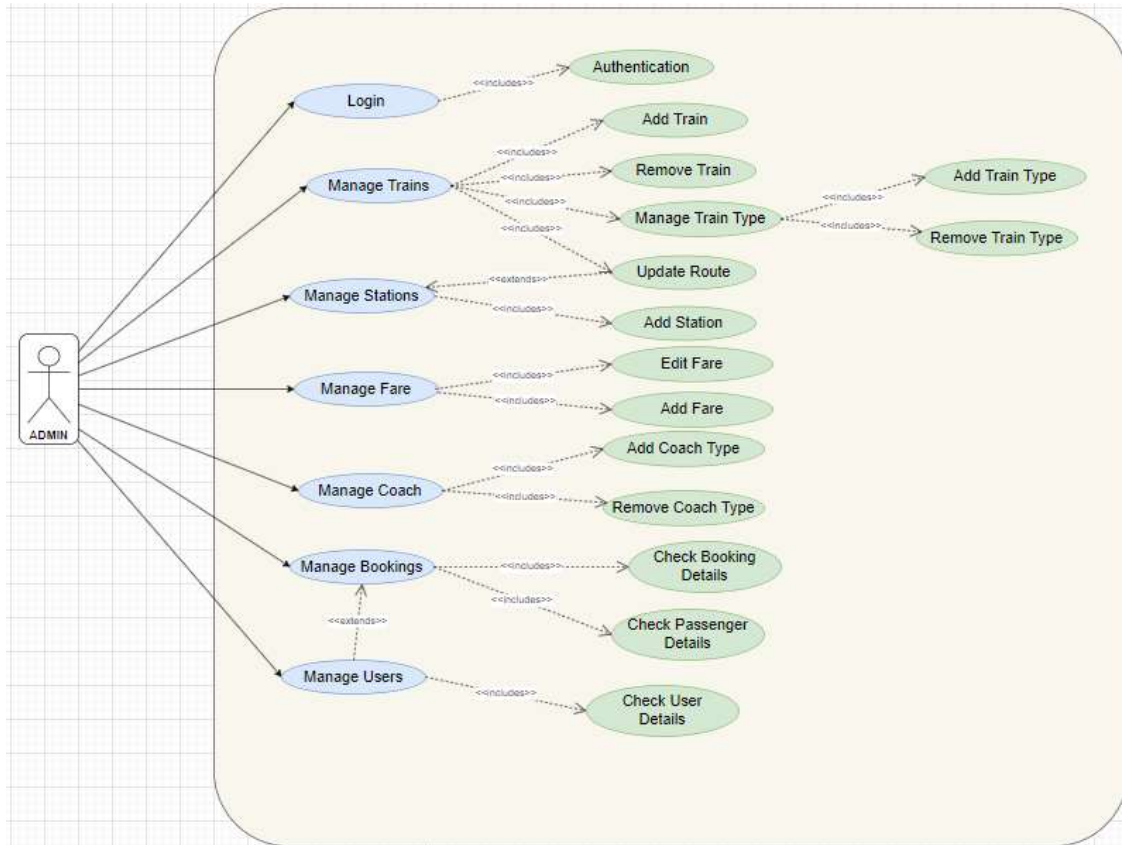 Authentication
<<includes>>
Login
Add Train
<<includes>>
Remove Train
<<includes>>
Manage Trains
<<includes>>
Manage Train Type
<<includes>>
Add Train Type
<<includes>>
Remove Train Type
<<includes>>
Update Route
<<extends>>
Manage Stations
<<includes>>
Add Station
Edit Fare
<<includes>>
Manage Fare
<<includes>>
Add Fare
ADMIN
Add Coach Type
<<includes>>
Manage Coach
<<includes>>
Remove Coach Type
Manage Bookings
<<includes>>
Check Booking
Details
<<includes>>
Check Passenger
Details
<<extends>>
Manage Users
<<includes>>
Check User
Details